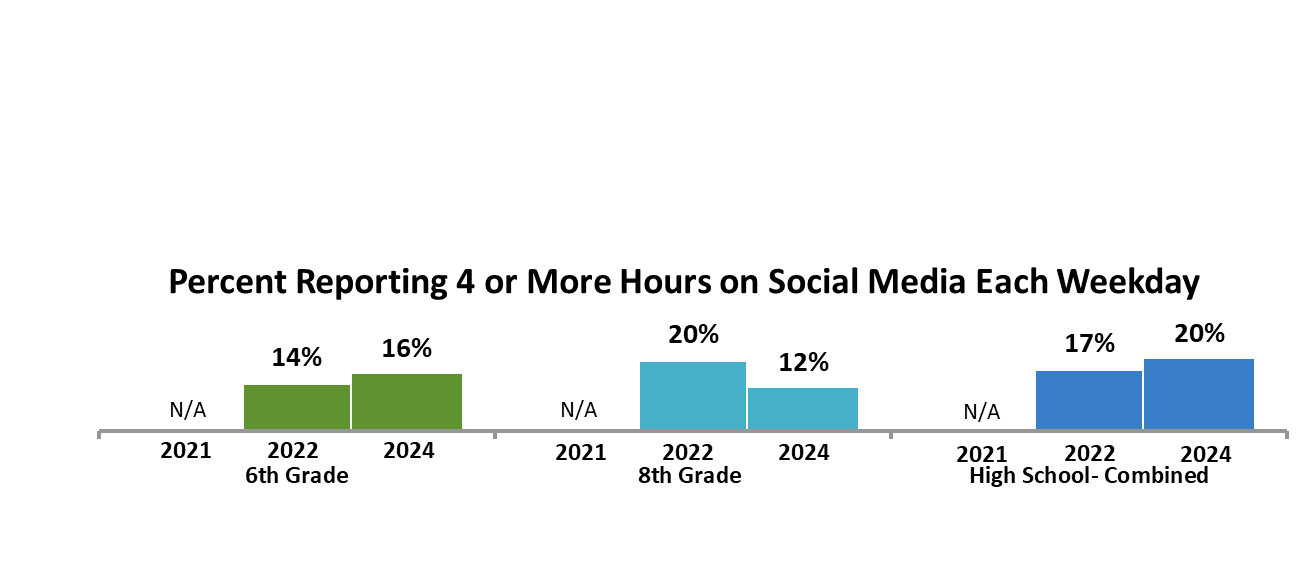 Percent Reporting 4 or More Hours on Social Media Each Weekday
14%
16%
20%
12%
17%
20%
N/A
N/A
N/A
2021
2022
2024
2021
2022
2024
2021
2022
2024
6th Grade
8th Grade
High School- Combined